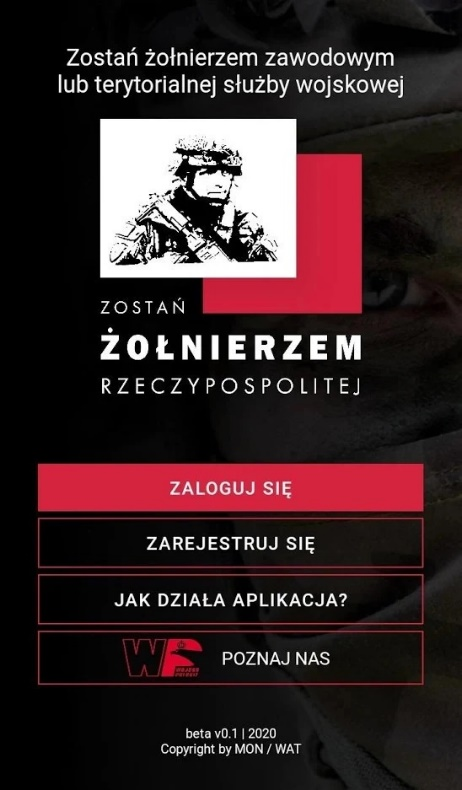 Zostań żołnierzem zawodowym
lub terytorialnej służby wojskowej
ZOSTAŃ
ŻOŁNIERZEM
RZECZYPOSPOLITEJ
ZALOGUJ SIĘ
ZAREJESTRUJ SIĘ
JAK DZIAŁA APLIKACJA?
WP POZNAJ NAS
beta v0.1 | 2020
Copyright by MON / WAT